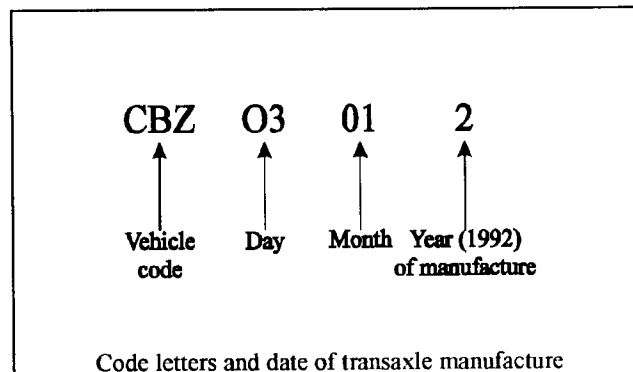 CBZ O3 01 2
Vehicle code
Day
Month
Year (1992) of manufacture
Code letters and date of transaxle manufacture